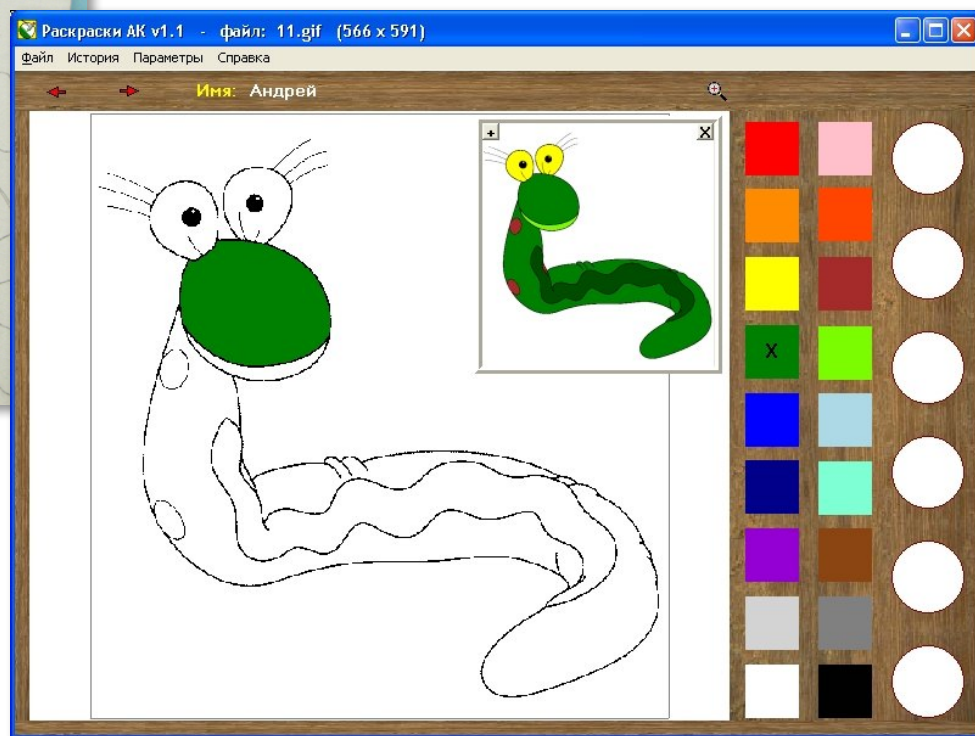 Раскраски АК v1.1 - файл: 11.gif (566 x 591)
Файл История Параметры Справка
Имя: Андрей
+ X
X